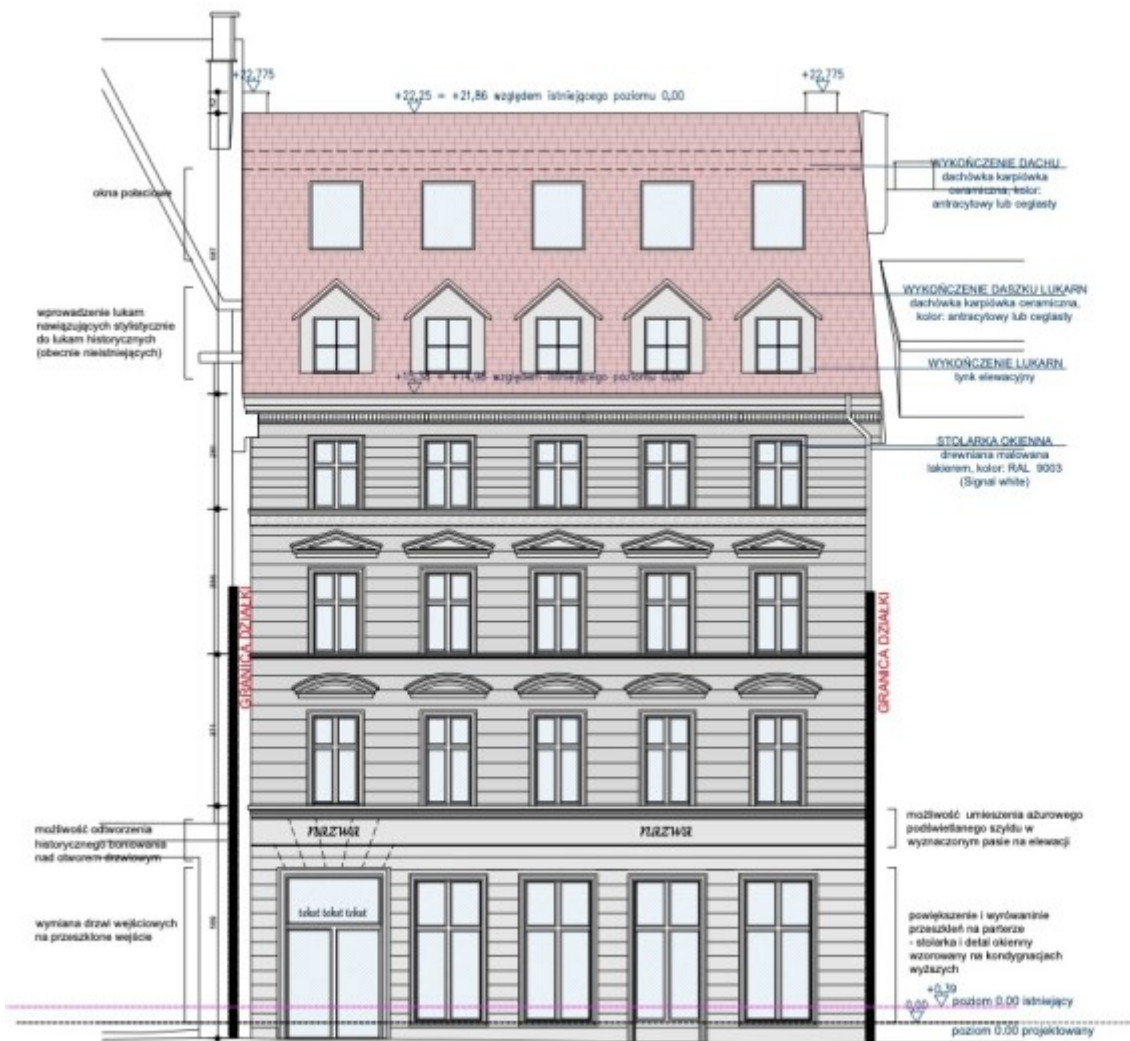 +22,775
+22,775
+22,25 = +21,86 względem istniejącego poziomu 0,00
okna połaciowe
WYKOŃCZENIE DACHU
dachówka karpiówka
ceramiczna, kolor:
antracytowy lub ceglasty
wprowadzenie lukarn
nawiązujących stylistycznie
do lukarn historycznych
(obecnie nieistniejących)
WYKOŃCZENIE DASZKU LUKARN
dachówka karpiówka ceramiczna,
kolor: antracytowy lub ceglasty
WYKOŃCZENIE LUKARN
tynk elewacyjny
względem istniejącego poziomu 0,00
STOLARKA OKIENNA
drewniana malowana
lakierem, kolor: RAL 9003
(Signal white)
GRANICA DZIAŁKI
GRANICA DZIAŁKI
możliwość odtworzenia
historycznego boniowania
nad otworem drzwiowym
nazwa
nazwa
możliwość umieszenia ażurowego
podświetlanego szyldu w
wyznaczonym pasie na elewacji
wymiana drzwi wejściowych
na przeszklone wejście
tekst tekst tekst
powiększenie i wyrówaninie
przeszkleń na parterze
- stolarka i detal okienny
wzorowany na kondygnacjach
wyższych
+0,39
0,00
poziom 0.00 istniejący
poziom 0.00 projektowany